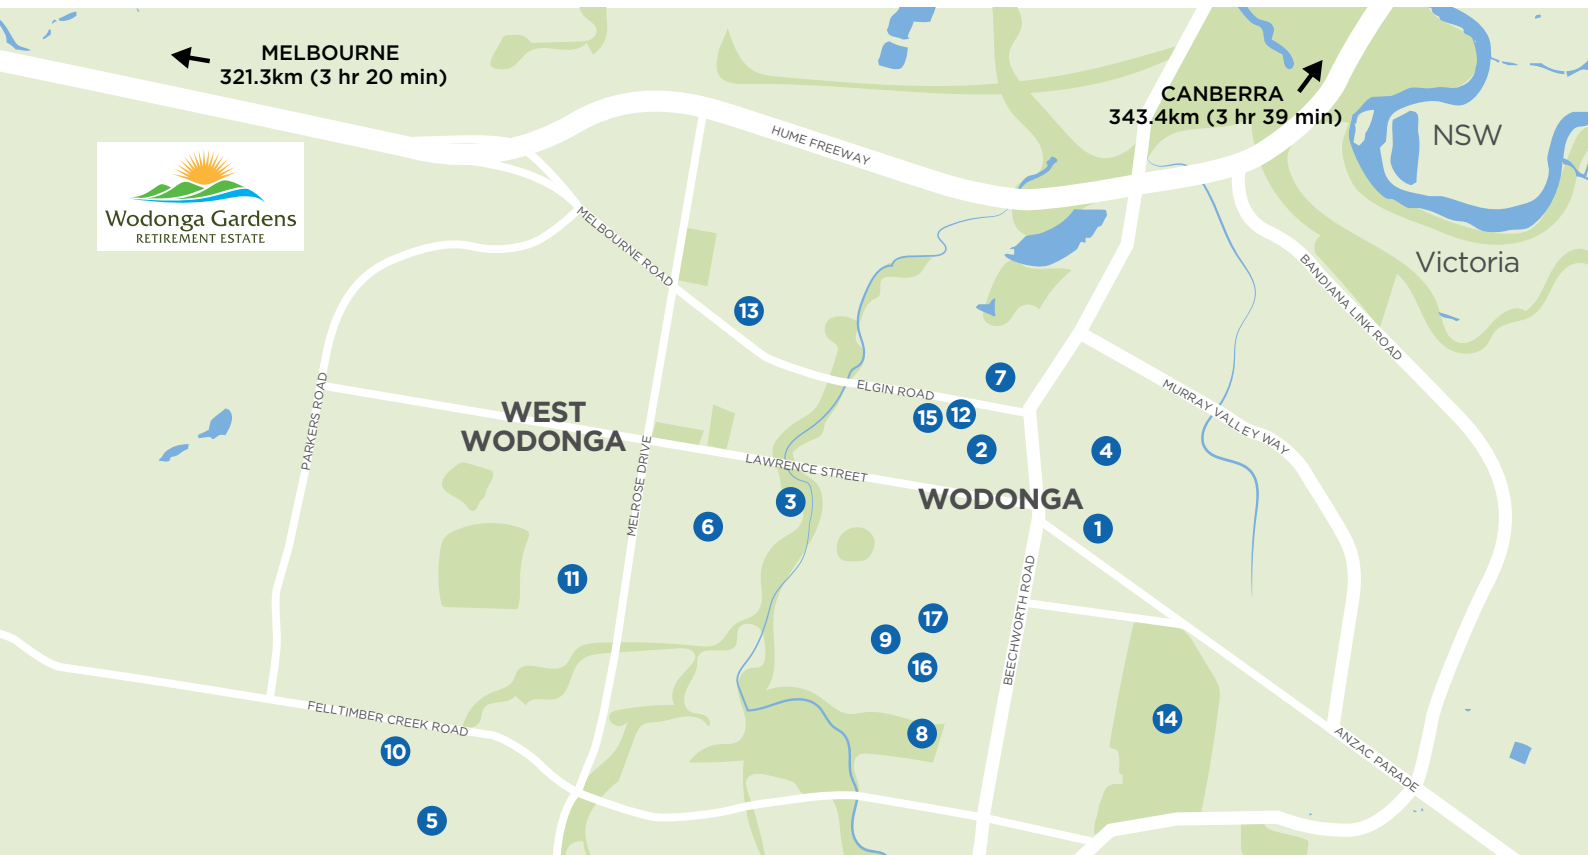 MELBOURNE
321.3km (3 hr 20 min)
CANBERRA
343.4km (3 hr 39 min)
NSW
HUME FREEWAY
Wodonga Gardens
RETIREMENT ESTATE
MELBOURNE ROAD
Victoria
BANDIANA LINK ROAD
13
7
ELGIN ROAD
MURRAY VALLEY WAY
PARKERS ROAD
WEST
WODONGA
15
12
2
4
MELROSE DRIVE
LAWRENCE STREET
3
WODONGA
6
1
11
BEECHWORTH ROAD
17
9
16
FELLTIMBER CREEK ROAD
14
8
10
ANZAC PARADE
5